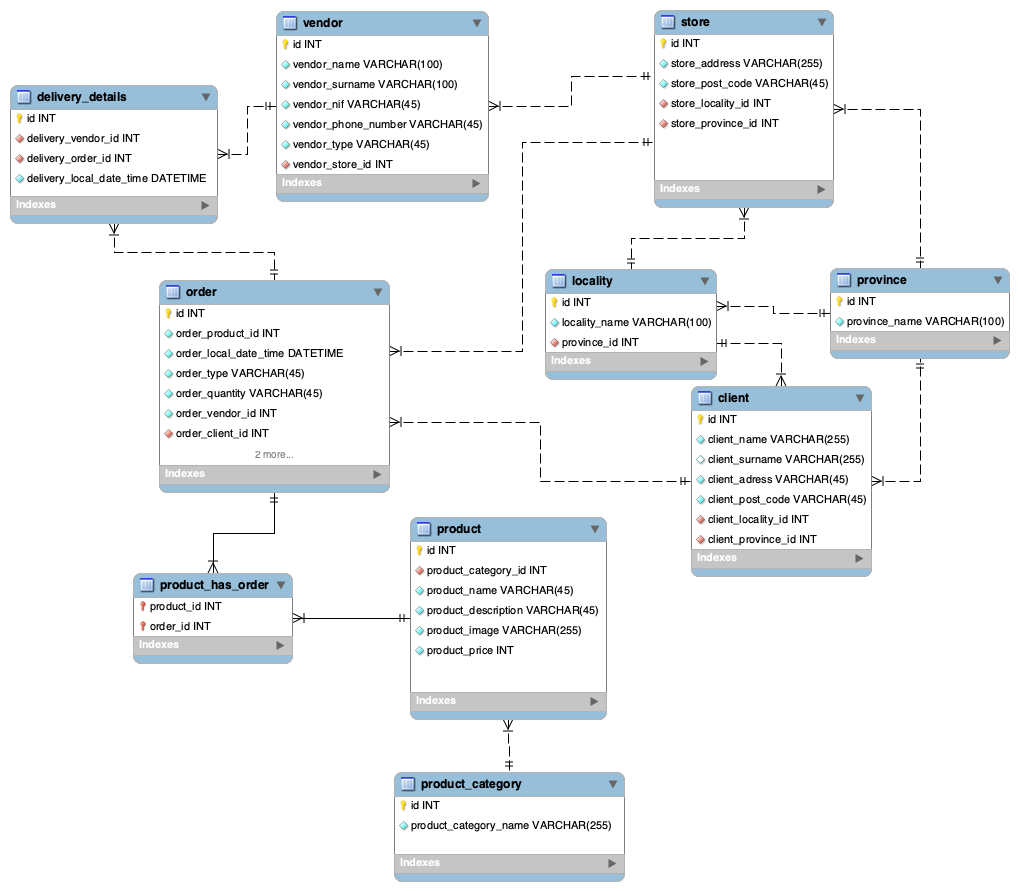 vendor
id INT
vendor_name VARCHAR(100)
vendor_surname VARCHAR(100)
vendor_nif VARCHAR(45)
vendor_phone_number VARCHAR(45)
vendor_type VARCHAR(45)
vendor_store_id INT
Indexes
store
id INT
store_address VARCHAR(255)
store_post_code VARCHAR(45)
store_locality_id INT
store_province_id INT
Indexes
delivery_details
id INT
delivery_vendor_id INT
delivery_order_id INT
delivery_local_date_time DATETIME
Indexes
order
id INT
order_product_id INT
order_local_date_time DATETIME
order_type VARCHAR(45)
order_quantity VARCHAR(45)
order_vendor_id INT
order_client_id INT
2 more...
Indexes
locality
id INT
locality_name VARCHAR(100)
province_id INT
Indexes
province
id INT
province_name VARCHAR(100)
Indexes
client
id INT
client_name VARCHAR(255)
client_surname VARCHAR(255)
client_adress VARCHAR(45)
client_post_code VARCHAR(45)
client_locality_id INT
client_province_id INT
Indexes
product_has_order
product_id INT
order_id INT
Indexes
product
id INT
product_category_id INT
product_name VARCHAR(45)
product_description VARCHAR(45)
product_image VARCHAR(255)
product_price INT
Indexes
product_category
id INT
product_category_name VARCHAR(255)
Indexes